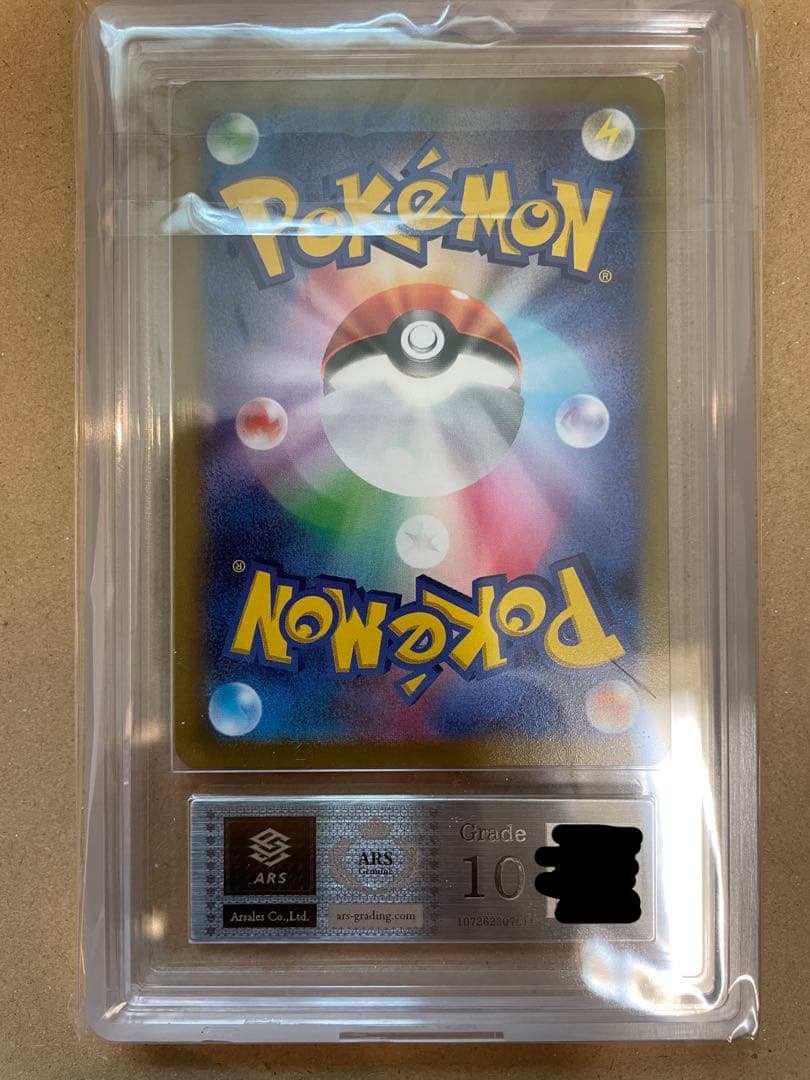 POKéMON
®
®
POKéMON
ARS
Arsales Co.,Ltd.
ARS
Genuine
ars-grading.com
Grade
10